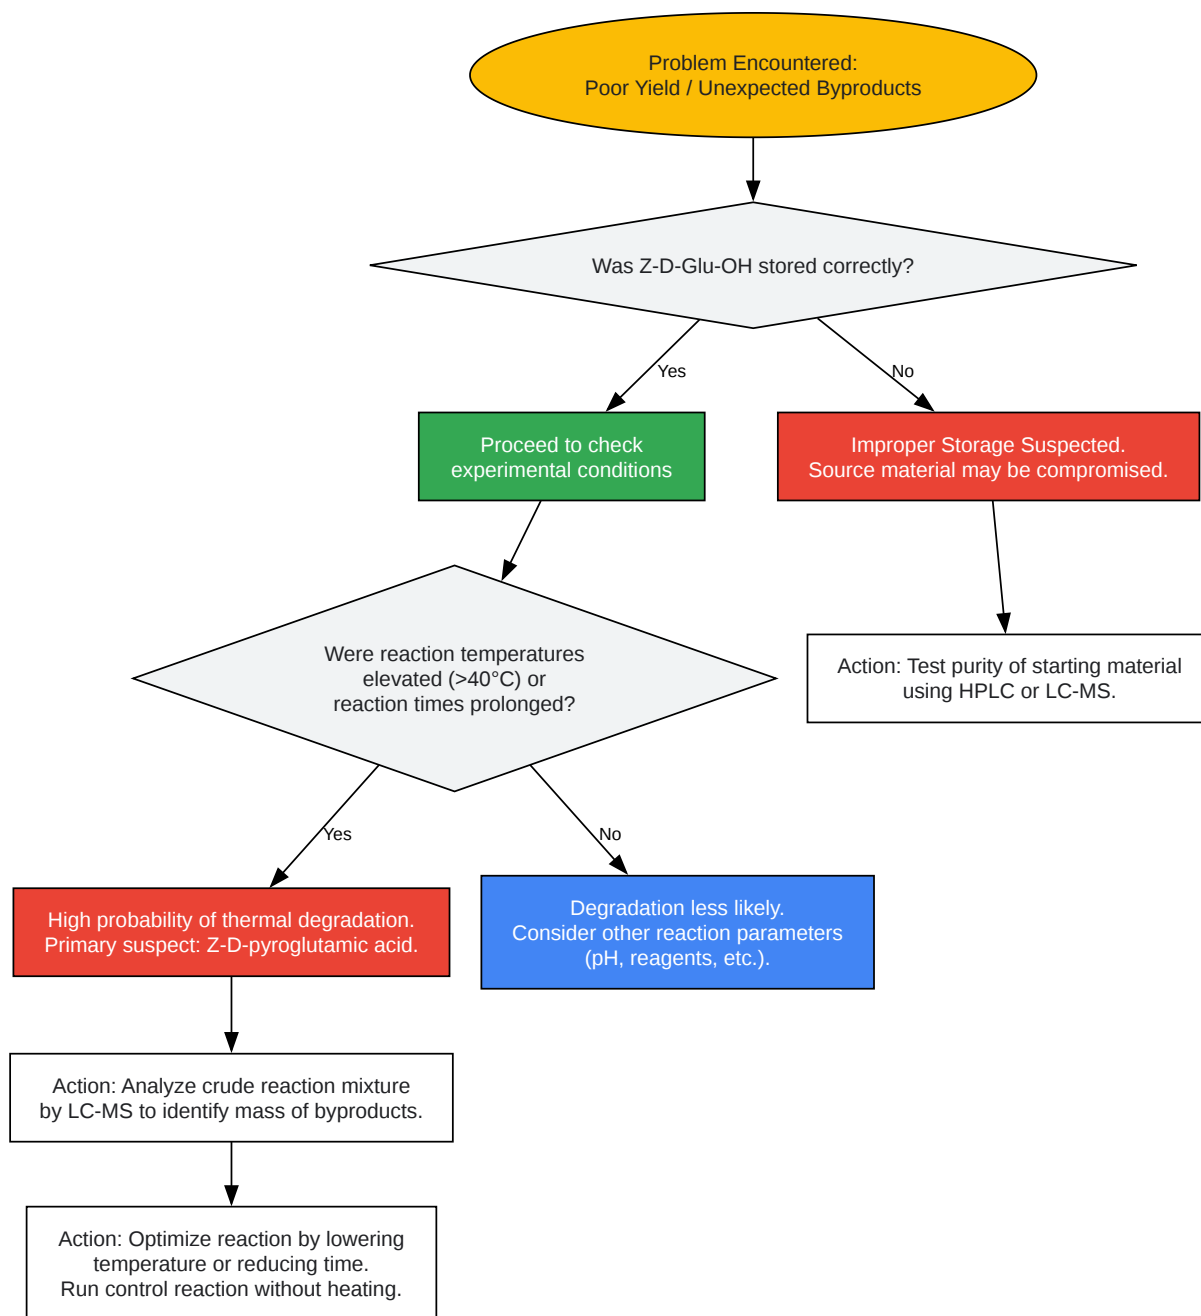 Problem Encountered:
Poor Yield / Unexpected Byproducts
Was Z-D-Glu-OH stored correctly?
Yes
No
Proceed to check
experimental conditions
Improper Storage Suspected.
Source material may be compromised.
Were reaction temperatures
elevated (>40°C) or
reaction times prolonged?
Action: Test purity of starting material
using HPLC or LC-MS.
Yes
No
High probability of thermal degradation.
Primary suspect: Z-D-pyroglutamic acid.
Degradation less likely.
Consider other reaction parameters
(pH, reagents, etc.).
Action: Analyze crude reaction mixture
by LC-MS to identify mass of byproducts.
Action: Optimize reaction by lowering
temperature or reducing time.
Run control reaction without heating.